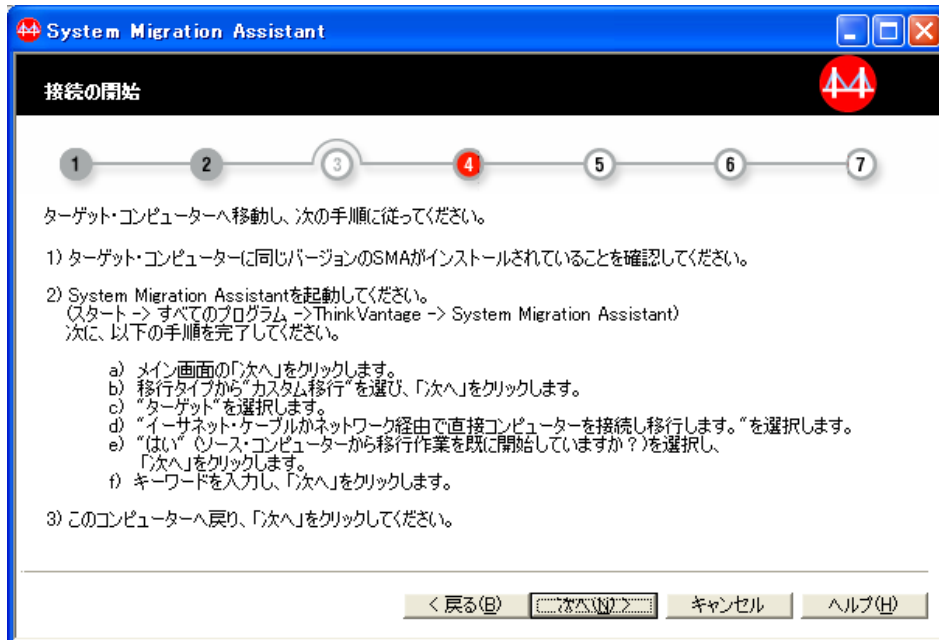 System Migration Assistant
接続の開始
1 2 3 4 5 6 7
ターゲット・コンピューターへ移動し、次の手順に従ってください。
1) ターゲット・コンピューターに同じバージョンのSMAがインストールされていることを確認してください。
2) System Migration Assistantを起動してください。
(スタート -> すべてのプログラム ->ThinkVantage -> System Migration Assistant)
次に、以下の手順を完了してください。
a) メイン画面の「次へ」をクリックします。
b) 移行タイプから“カスタム移行”を選び、「次へ」をクリックします。
c) “ターゲット”を選択します。
d) “イーサネット・ケーブルかネットワーク経由で直接コンピューターを接続し移行します。”を選択します。
e) “はい” (ソース・コンピューターから移行作業を既に開始していますか?)を選択し、
「次へ」をクリックします。
f) キーワードを入力し、「次へ」をクリックします。
3) このコンピューターへ戻り、「次へ」をクリックしてください。
< 戻る(B) 次へ(N) > キャンセル ヘルプ(H)